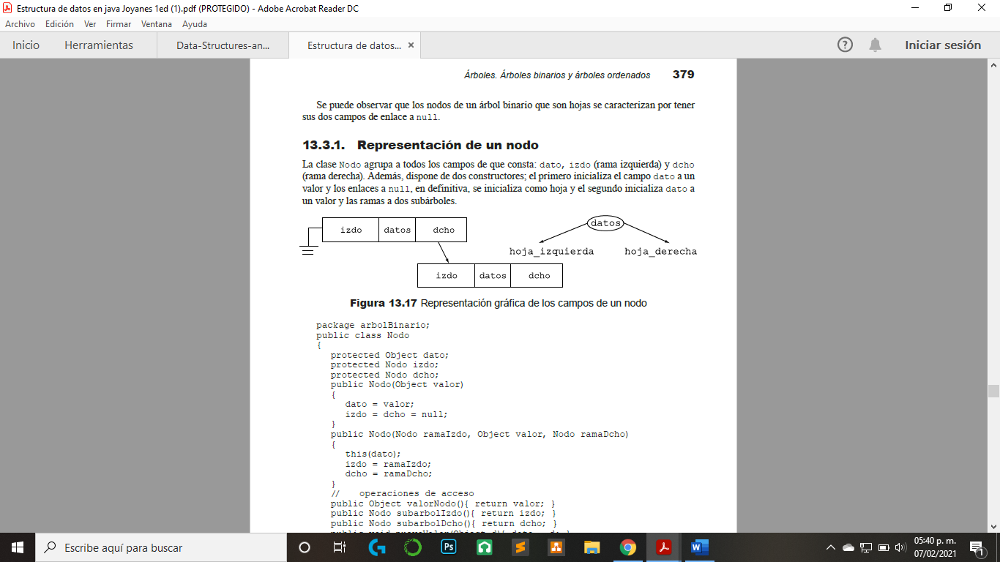 Estructura de datos en java Joyanes 1ed (1).pdf (PROTEGIDO) - Adobe Acrobat Reader DC
Archivo Edición Ver Firmar Ventana Ayuda
Inicio Herramientas Data-Structures-an... Estructura de datos... × ? Iniciar sesión
Árboles. Árboles binarios y árboles ordenados 379
Se puede observar que los nodos de un árbol binario que son hojas se caracterizan por tener
sus dos campos de enlace a null.
13.3.1. Representación de un nodo
La clase Nodo agrupa a todos los campos de que consta: dato, izdo (rama izquierda) y dcho
(rama derecha). Además, dispone de dos constructores; el primero inicializa el campo dato a un
valor y los enlaces a null, en definitiva, se inicializa como hoja y el segundo inicializa dato a
un valor y las ramas a dos subárboles.
izdo datos dcho
datos
hoja_izquierda hoja_derecha
izdo datos dcho
Figura 13.17 Representación gráfica de los campos de un nodo
package arbolBinario;
public class Nodo
{
protected Object dato;
protected Nodo izdo;
protected Nodo dcho;
public Nodo(Object valor)
{
dato = valor;
izdo = dcho = null;
}
public Nodo(Nodo ramaIzdo, Object valor, Nodo ramaDcho)
{
this(dato);
izdo = ramaIzdo;
dcho = ramaDcho;
}
// operaciones de acceso
public Object valorNodo(){ return valor; }
public Nodo subarbolIzdo(){ return izdo; }
public Nodo subarbolDcho(){ return dcho; }
public void nuevoValor(Object d){ dato = d; }
Escribe aquí para buscar
Ps
W
05:40 p. m.
07/02/2021
1